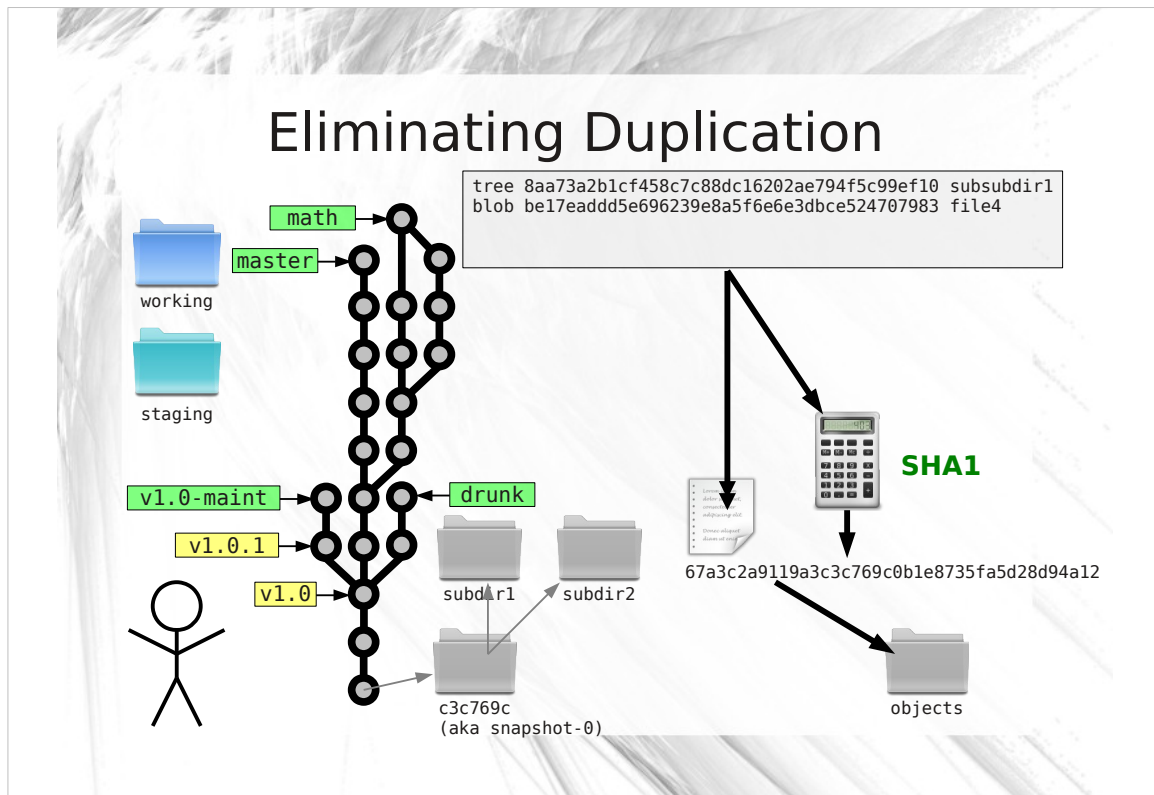 Eliminating Duplication
tree 8aa73a2b1cf458c7c88dc16202ae794f5c99ef10 subsubdir1
blob be17eaddd5e696239e8a5f6e6e3dbce524707983 file4
math
master
working
staging
v1.0-maint
drunk
v1.0.1
v1.0
subdir1
subdir2
SHA1
67a3c2a9119a3c3c769c0b1e8735fa5d28d94a12
c3c769c
(aka snapshot-0)
objects